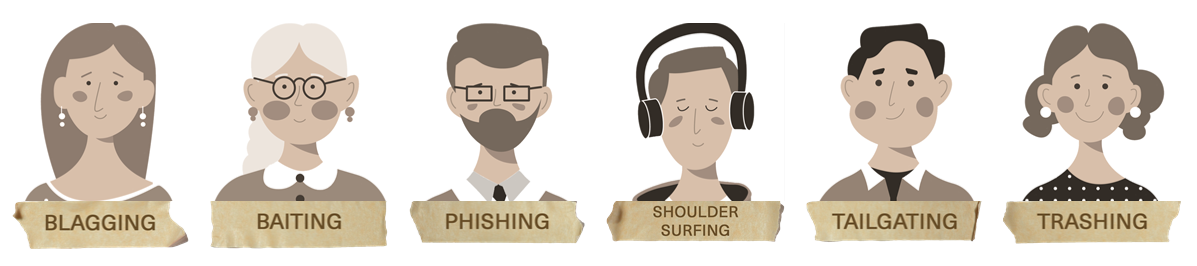 BLAGGING
BAITING
PHISHING
SHOULDER
SURFING
TAILGATING
TRASHING